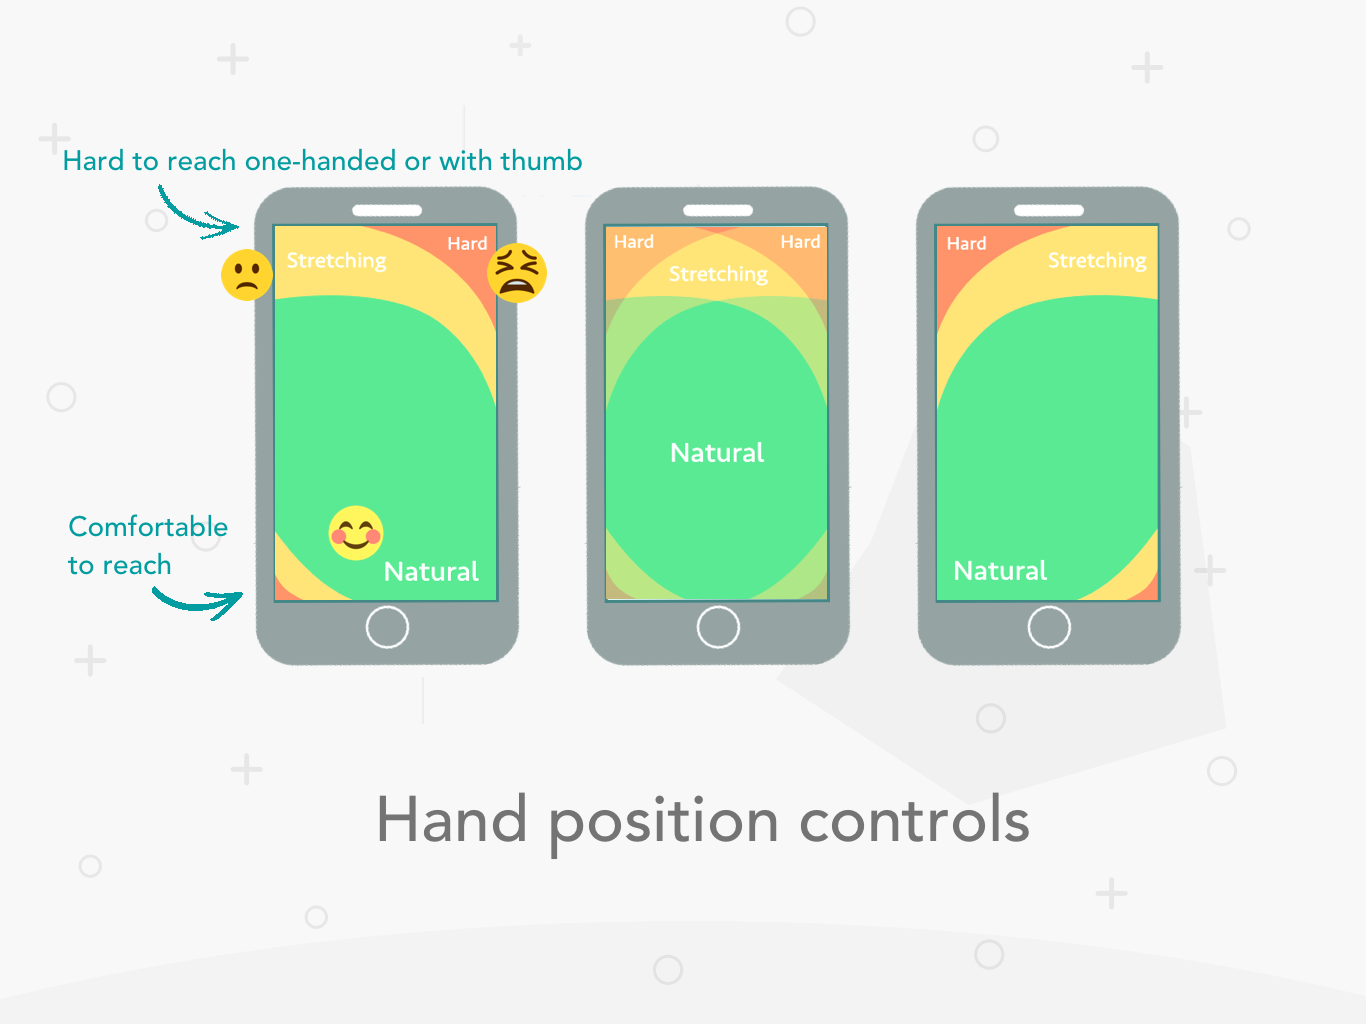 Hard to reach one-handed or with thumb
Stretching
Hard
Hard
Hard
Stretching
Hard
Stretching
Natural
Comfortable
to reach
Natural
Natural
Hand position controls